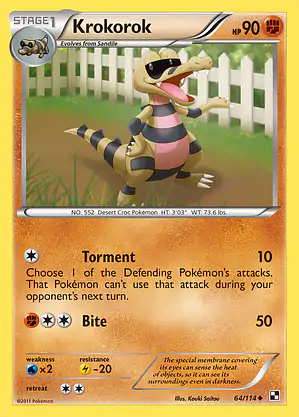 STAGE1 Krokorok HP 90
Evolves from Sandile
NO. 552 Desert Croc Pokémon HT: 3'03" WT: 73.6 lbs.
Torment 10
Choose 1 of the Defending Pokémon's attacks.
That Pokémon can't use that attack during your
opponent's next turn.
Bite 50
weakness resistance
×2 -20
retreat
The special membrane covering
its eyes can sense the heat
of objects, so it can see its
surroundings even in darkness.
Illus. Kouki Saitou 64/114
©2011 Pokémon